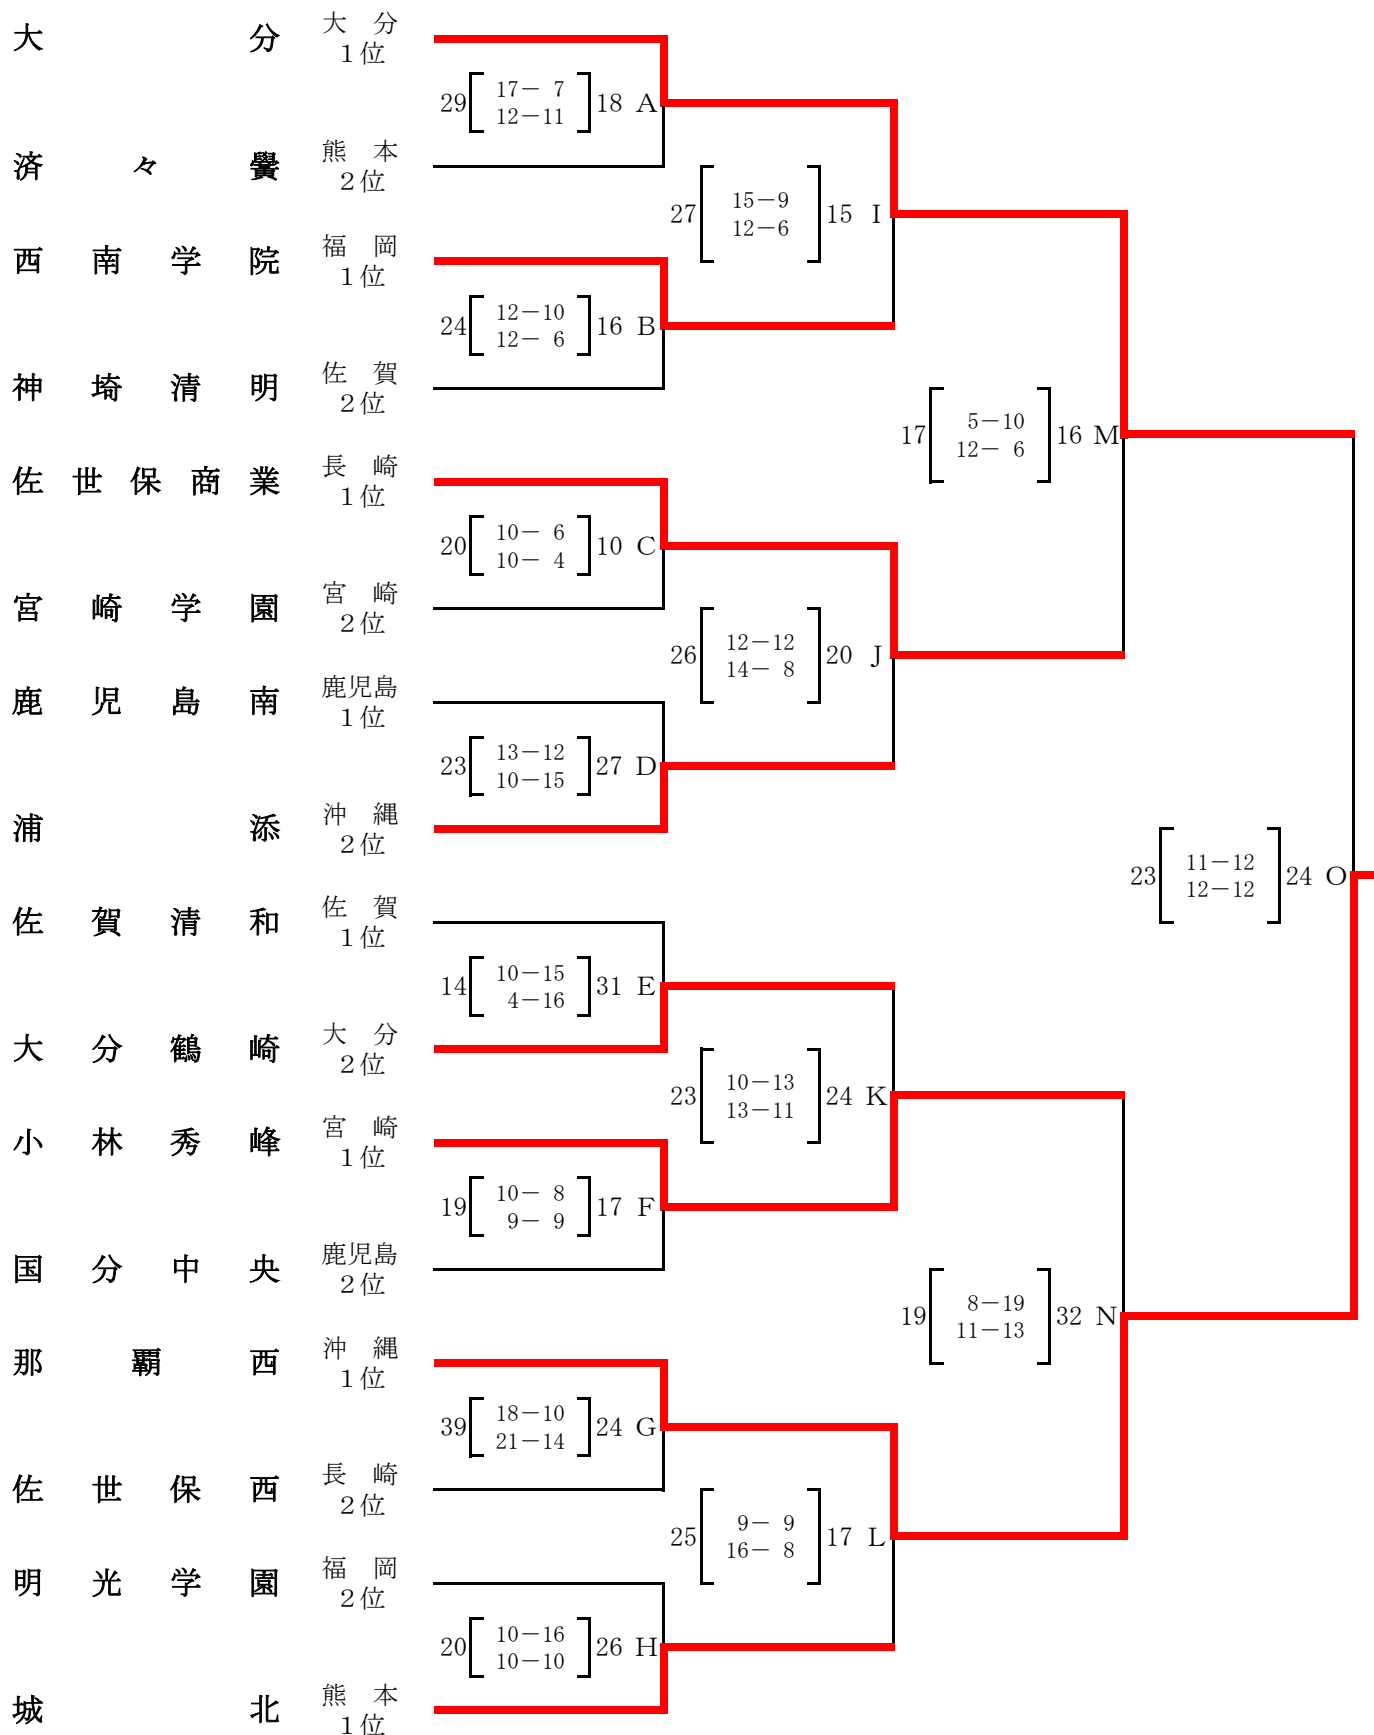 大分 大分
1位
29 17－ 7 18 A
12－11
済々黌 熊本
2位
27 15－9 15 I
12－6
西南学院 福岡
1位
24 12－10 16 B
12－ 6
神埼清明 佐賀
2位
17 5－10 16 M
12－ 6
佐世保商業 長崎
1位
20 10－ 6 10 C
10－ 4
宮崎学園 宮崎
2位
26 12－12 20 J
14－ 8
鹿児島南 鹿児島
1位
23 13－12 27 D
10－15
浦添 沖縄
2位
23 11－12 24 O
12－12
佐賀清和 佐賀
1位
14 10－15 31 E
4－16
大分鶴崎 大分
2位
23 10－13 24 K
13－11
小林秀峰 宮崎
1位
19 10－ 8 17 F
9－ 9
国分中央 鹿児島
2位
19 8－19 32 N
11－13
那覇西 沖縄
1位
39 18－10 24 G
21－14
佐世保西 長崎
2位
25 9－ 9 17 L
16－ 8
明光学園 福岡
2位
20 10－16 26 H
10－10
城北 熊本
1位